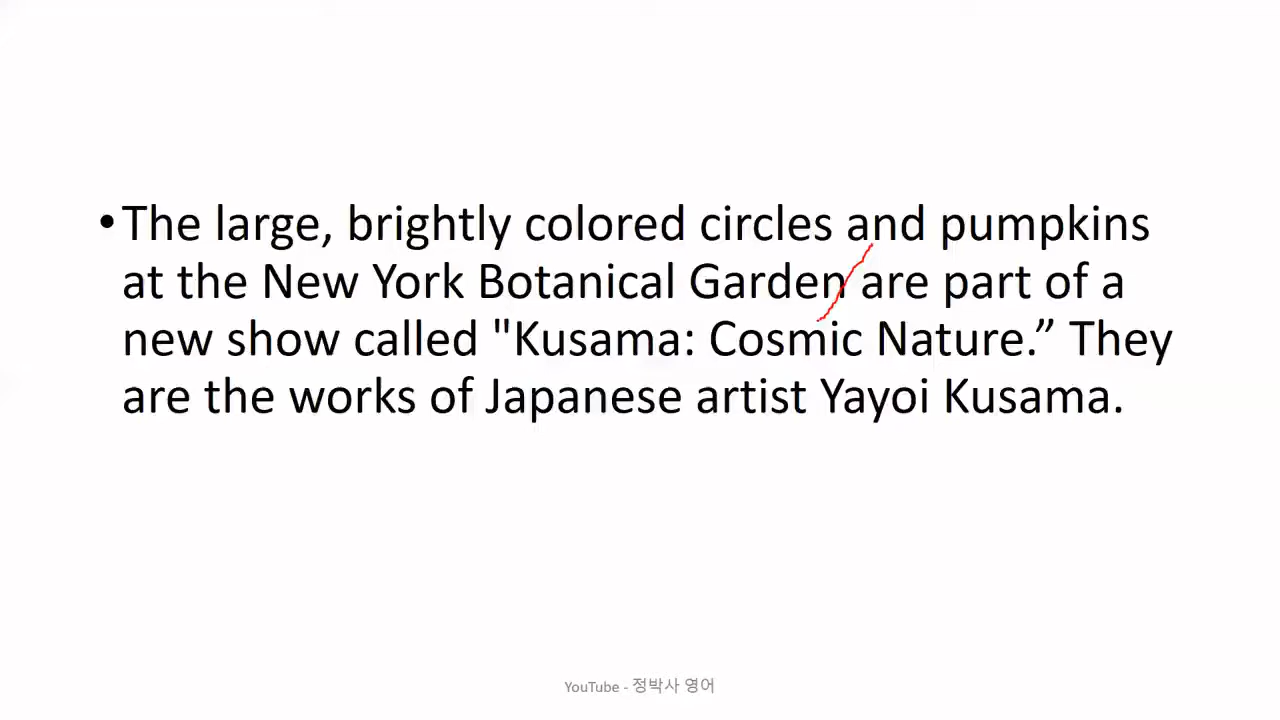 •The large, brightly colored circles and pumpkins
at the New York Botanical Garden are part of a
new show called "Kusama: Cosmic Nature.” They
are the works of Japanese artist Yayoi Kusama.
YouTube - 정박사 영어